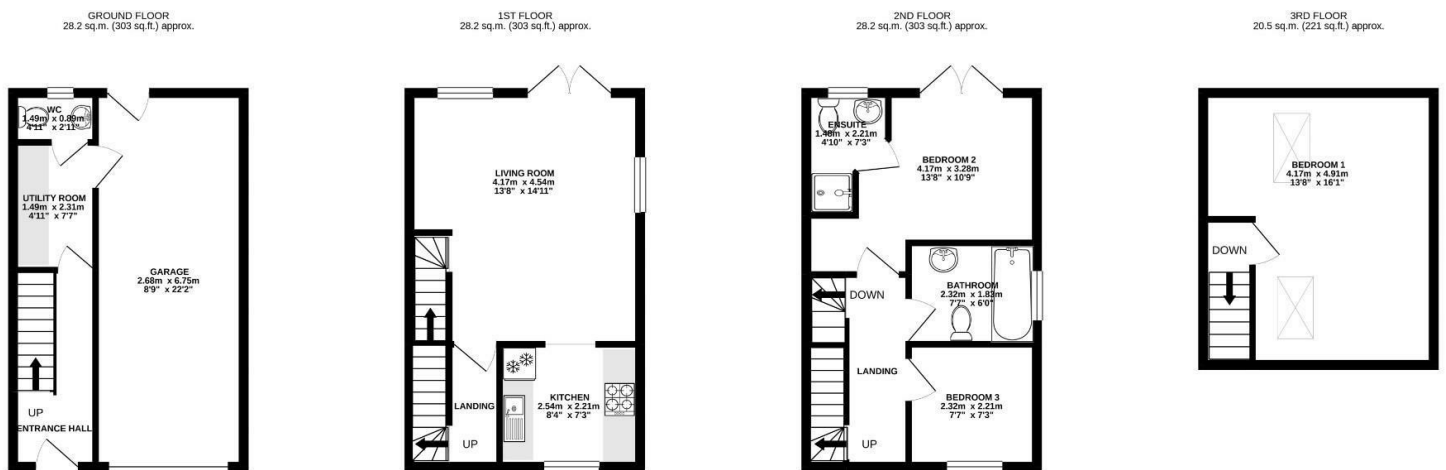 GROUND FLOOR
28.2 sq.m. (303 sq.ft.) approx.
WC
1.49m x 0.89m
4'11" x 2'11"
UTILITY ROOM
1.49m x 2.31m
4'11" x 7'7"
GARAGE
2.68m x 6.75m
8'9" x 22'2"
UP
ENTRANCE HALL
1ST FLOOR
28.2 sq.m. (303 sq.ft.) approx.
LIVING ROOM
4.17m x 4.54m
13'8" x 14'11"
KITCHEN
2.54m x 2.21m
8'4" x 7'3"
LANDING
UP
2ND FLOOR
28.2 sq.m. (303 sq.ft.) approx.
ENSUITE
1.48m x 2.21m
4'10" x 7'3"
BEDROOM 2
4.17m x 3.28m
13'8" x 10'9"
DOWN
BATHROOM
2.32m x 1.83m
7'7" x 6'0"
LANDING
BEDROOM 3
2.32m x 2.21m
7'7" x 7'3"
UP
3RD FLOOR
20.5 sq.m. (221 sq.ft.) approx.
BEDROOM 1
4.17m x 4.91m
13'8" x 16'1"
DOWN